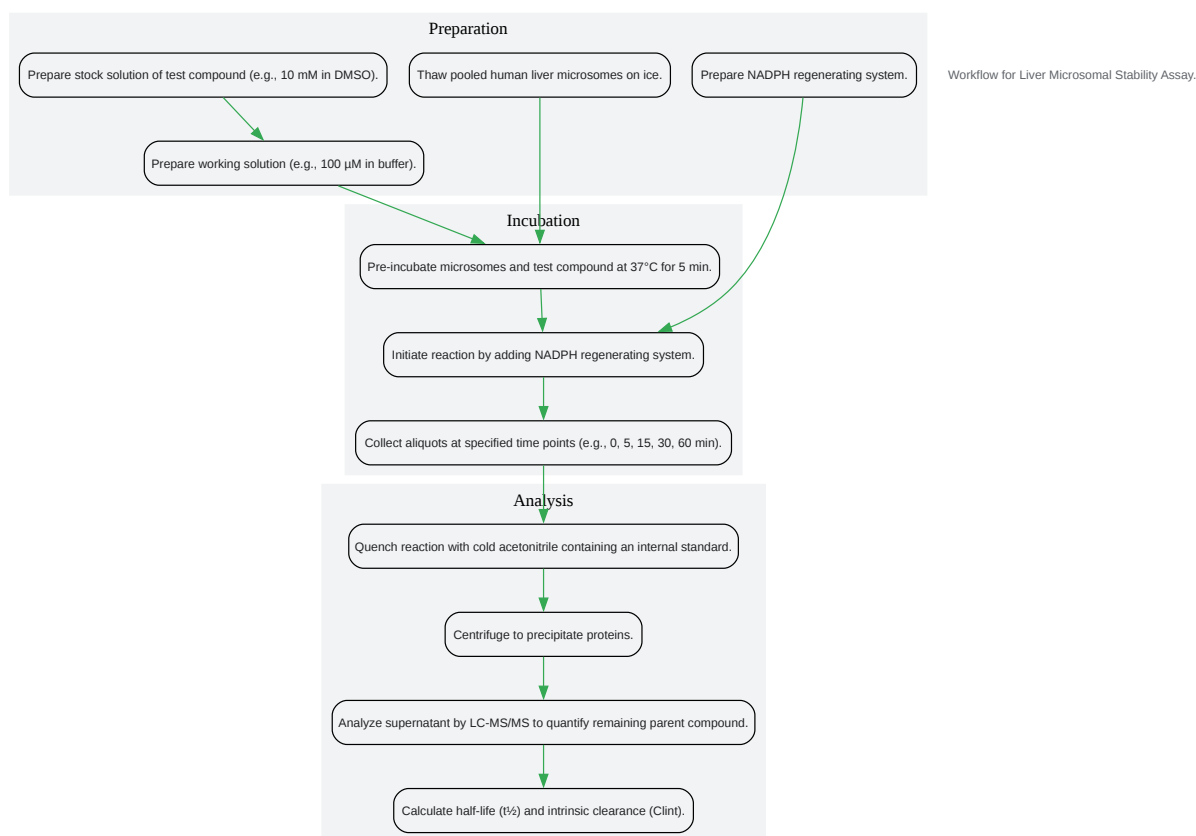 Preparation
Prepare stock solution of test compound (e.g., 10 mM in DMSO).
Thaw pooled human liver microsomes on ice.
Prepare NADPH regenerating system.
Workflow for Liver Microsomal Stability Assay.
Prepare working solution (e.g., 100 µM in buffer).
Incubation
Pre-incubate microsomes and test compound at 37°C for 5 min.
Initiate reaction by adding NADPH regenerating system.
Collect aliquots at specified time points (e.g., 0, 5, 15, 30, 60 min).
Analysis
Quench reaction with cold acetonitrile containing an internal standard.
Centrifuge to precipitate proteins.
Analyze supernatant by LC-MS/MS to quantify remaining parent compound.
Calculate half-life (t½) and intrinsic clearance (Clint).